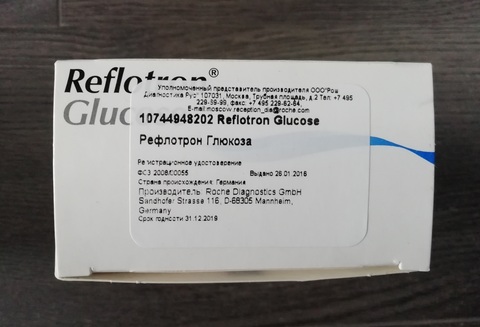 Reflotron®
Gluc
Уполномоченный представитель производителя ООО"Рош
Диагностика Рус" 107031, Москва, Трубная площадь, д.2 Тел. +7 495
229-69-99, факс: +7 495 229-62-64,
E-mail:moscow.reception_dia@roche.com
10744948202 Reflotron Glucose
Рефлотрон Глюкоза
Регистрационное удостоверение
ФСЗ 2008/00055 Выдано 26.01.2016
Страна происхождения: Германия
Производитель: Roche Diagnostics GmbH
Sandhofer Strasse 116, D-68305 Mannheim,
Germany
Срок годности 31.12.2019